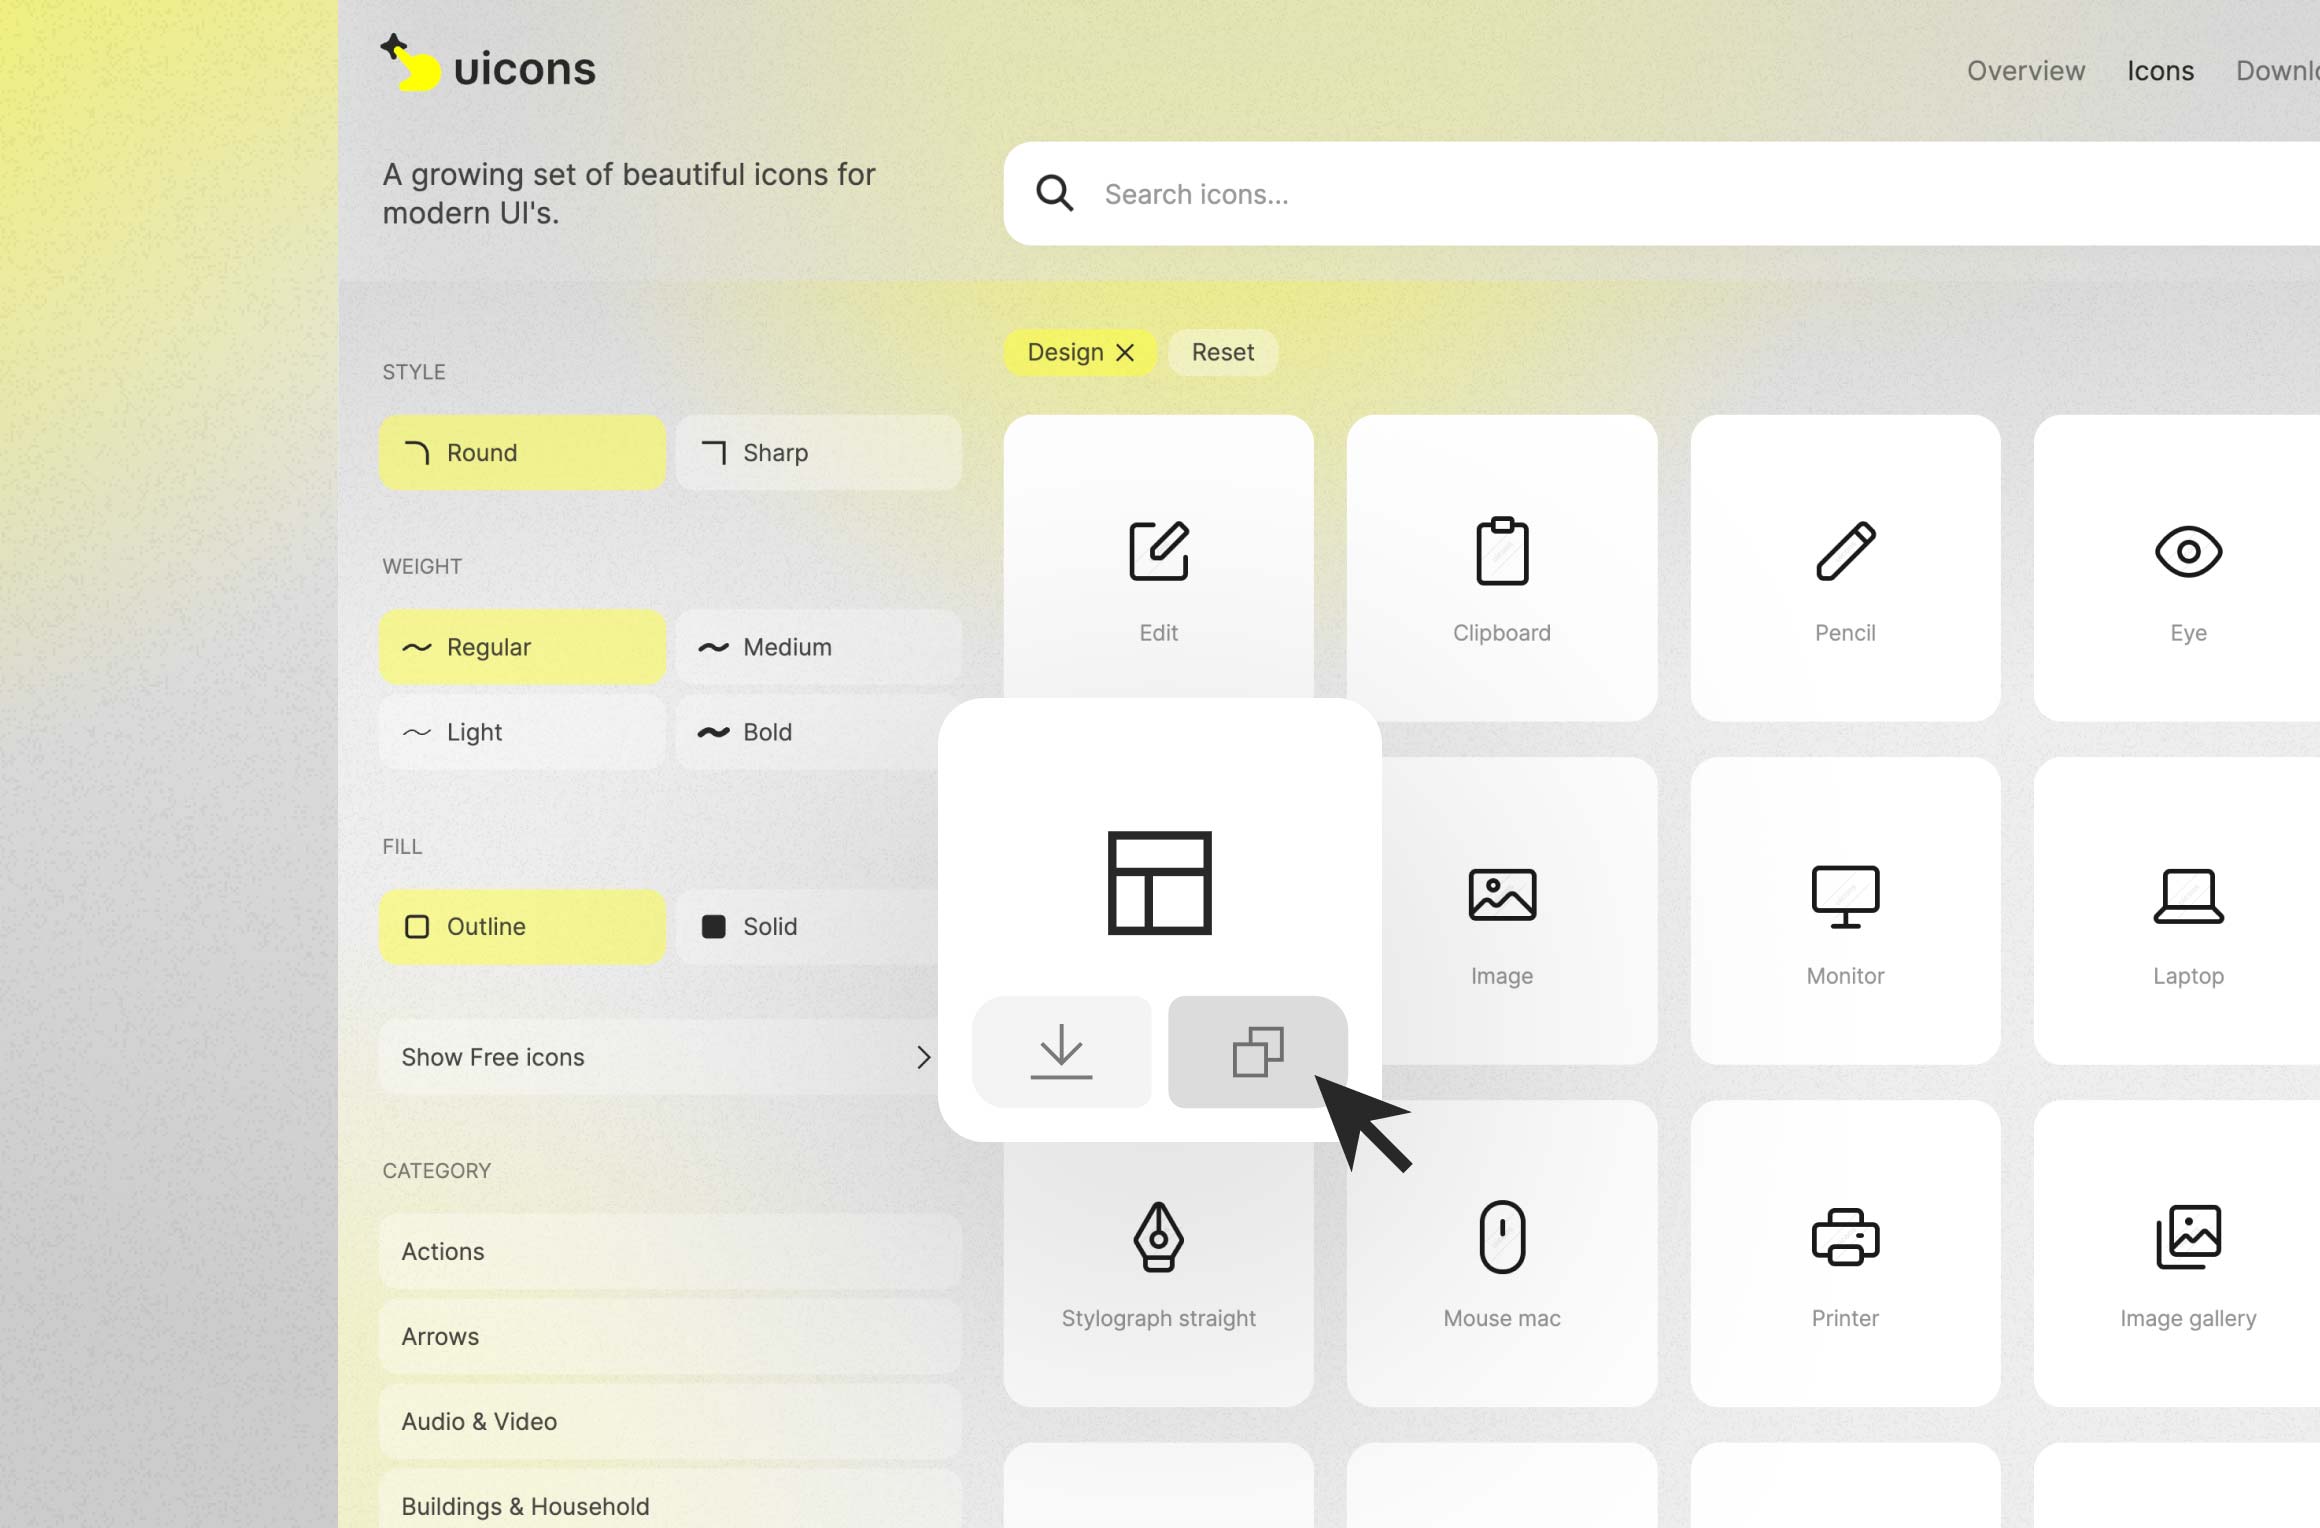 uicons
Overview Icons
A growing set of beautiful icons for
modern UI's.
Search icons...
Design Reset
STYLE
Round Sharp
WEIGHT
Regular Medium
Light Bold
FILL
Outline Solid
Show Free icons
CATEGORY
Actions
Arrows
Audio & Video
Buildings & Household
Edit Clipboard Pencil Eye
Image Monitor Laptop
Stylograph straight Mouse mac Printer Image gallery